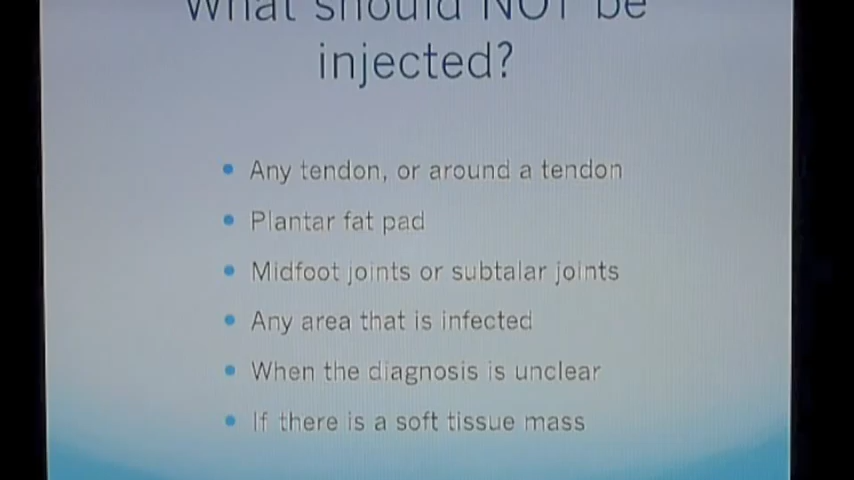 What should NOT be
injected?
Any tendon, or around a tendon
Plantar fat pad
Midfoot joints or subtalar joints
Any area that is infected
When the diagnosis is unclear
If there is a soft tissue mass